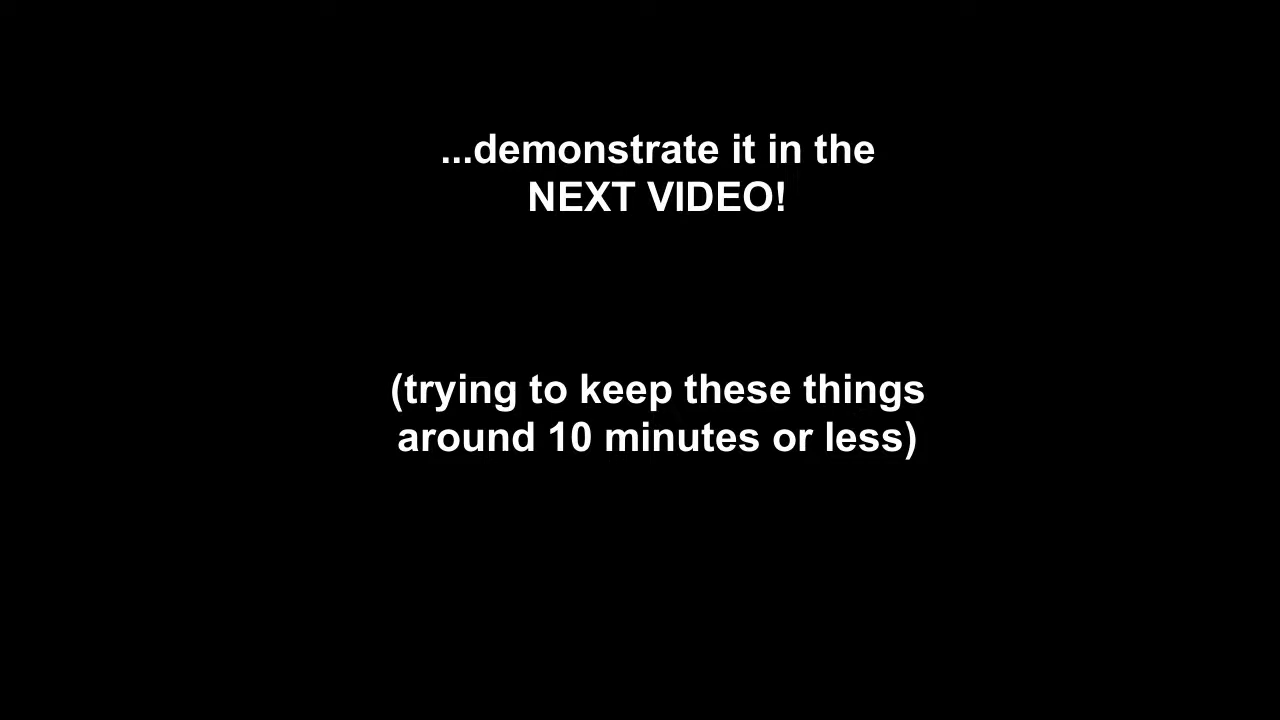 ...demonstrate it in the
NEXT VIDEO!
(trying to keep these things
around 10 minutes or less)